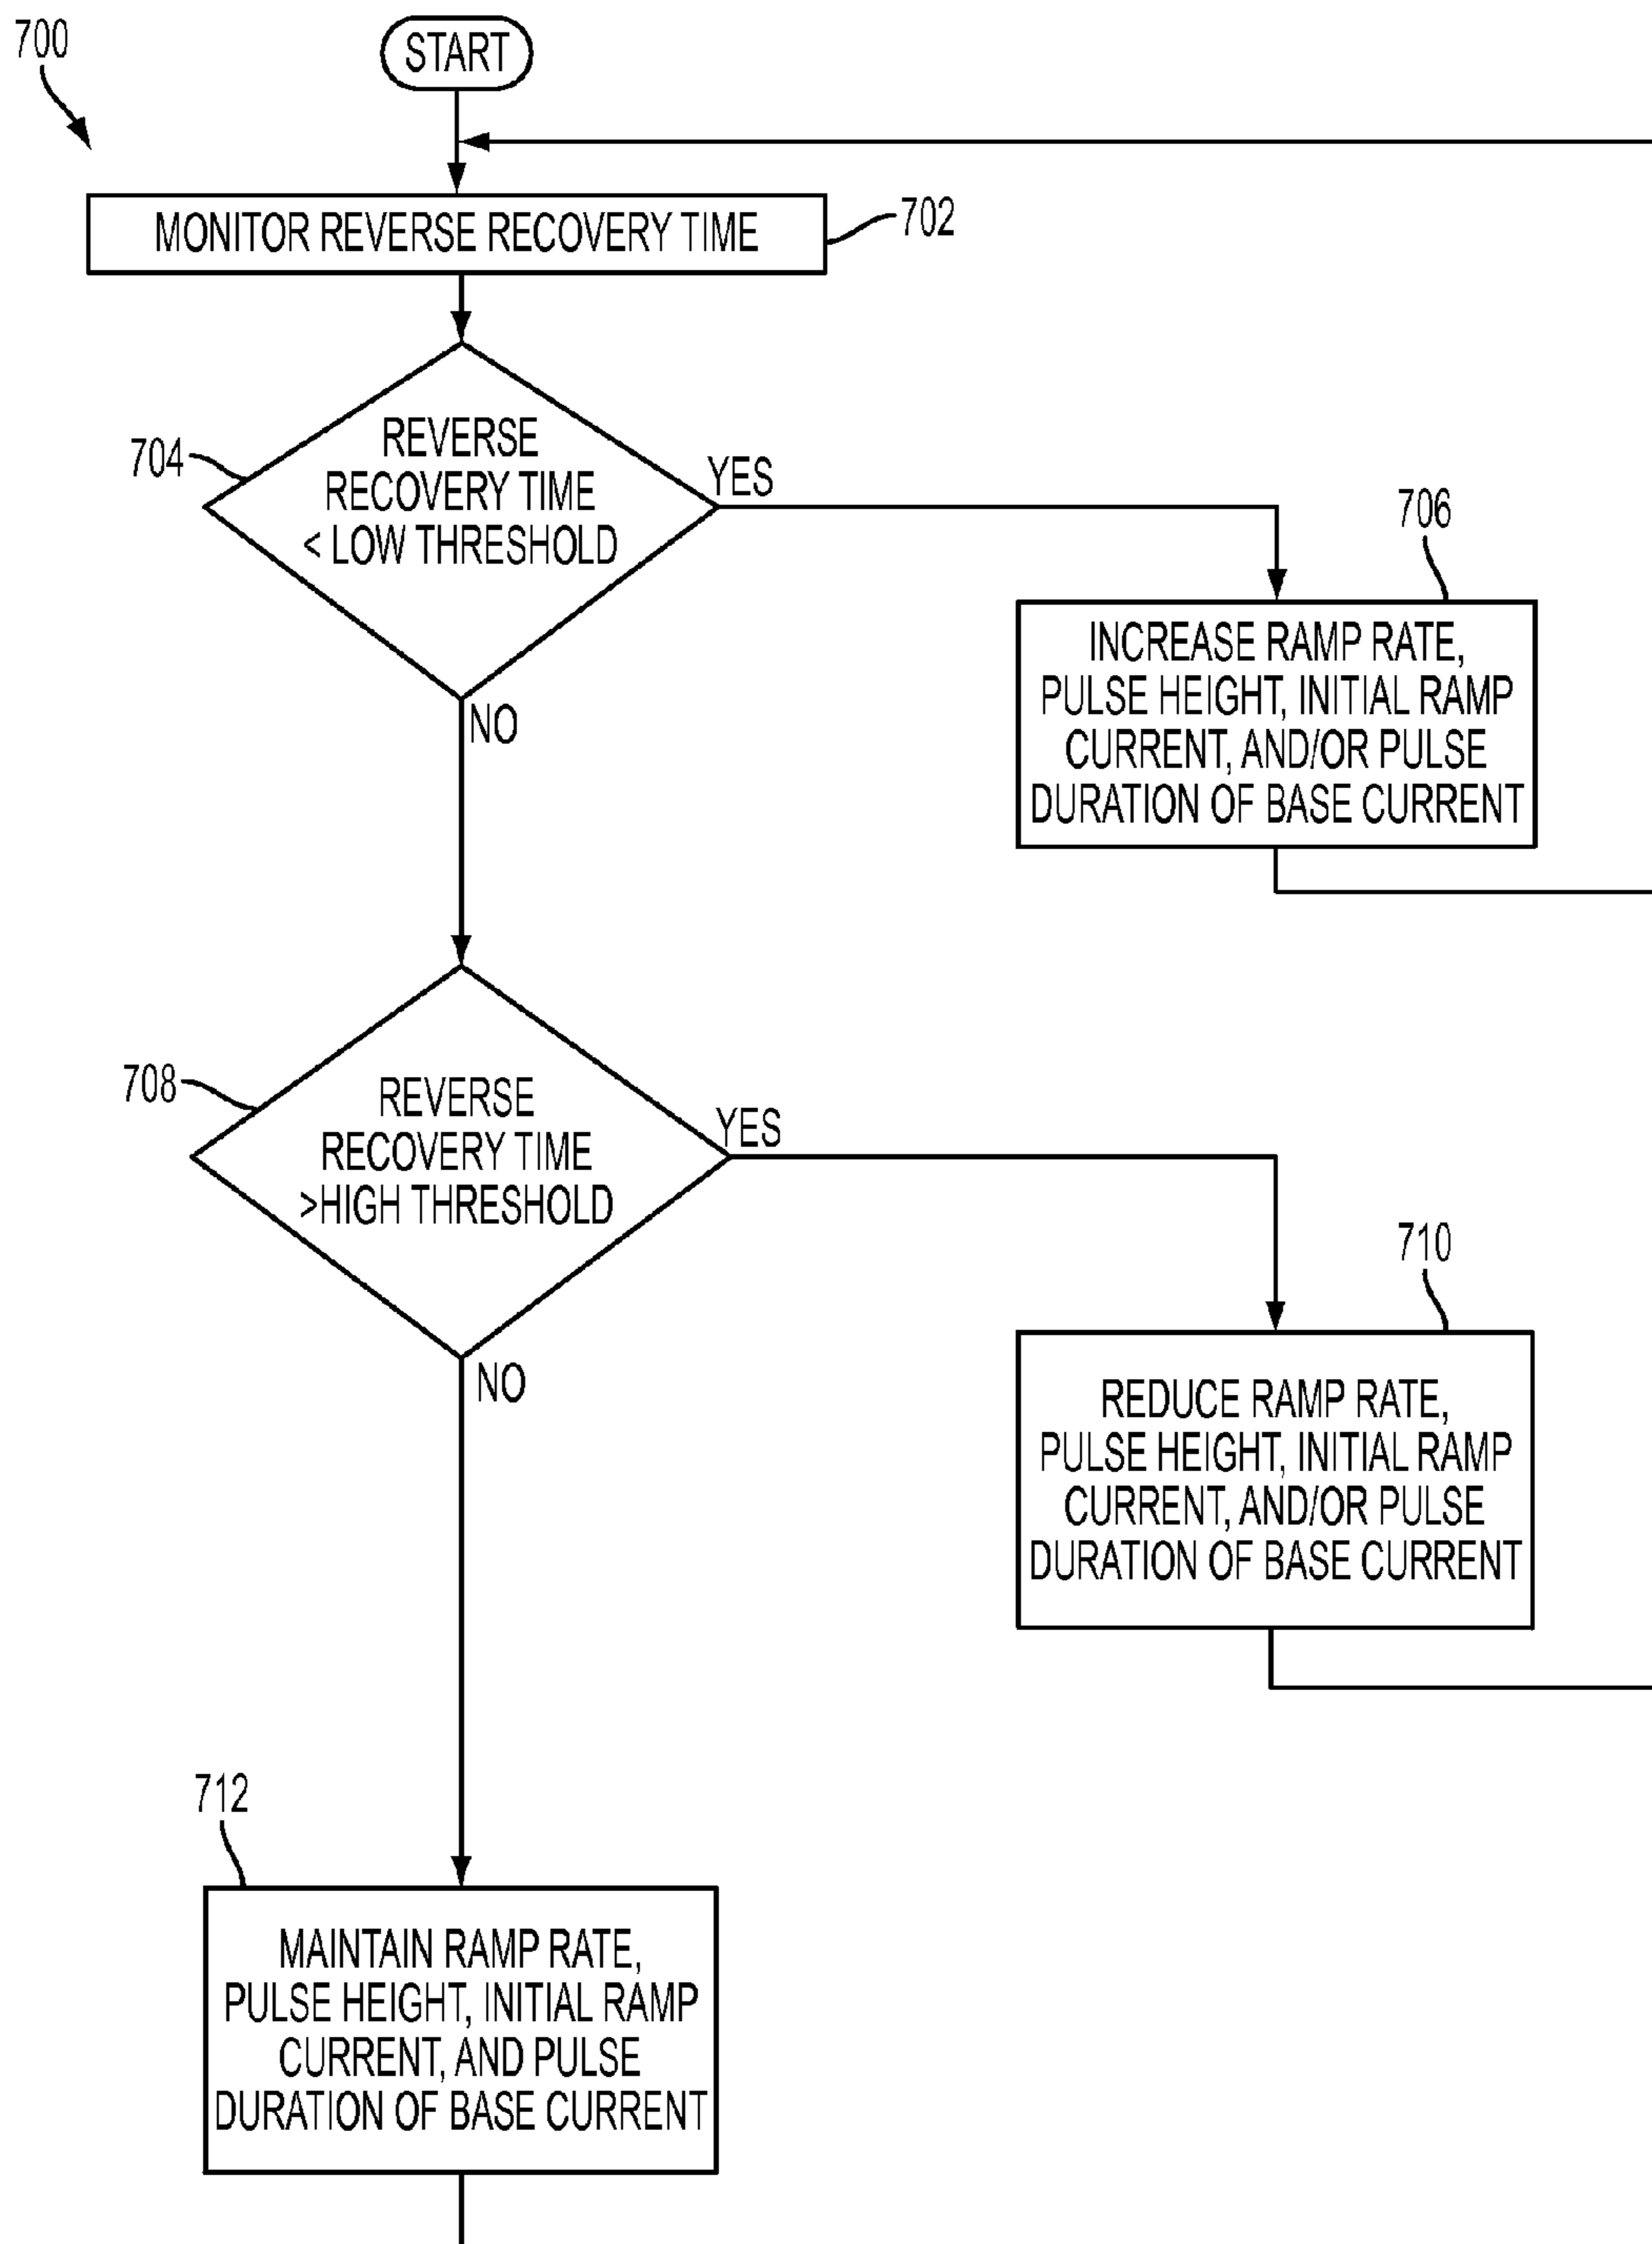 700
START
MONITOR REVERSE RECOVERY TIME
702
704
REVERSE
RECOVERY TIME
< LOW THRESHOLD
YES
NO
706
INCREASE RAMP RATE,
PULSE HEIGHT, INITIAL RAMP
CURRENT, AND/OR PULSE
DURATION OF BASE CURRENT
708
REVERSE
RECOVERY TIME
>HIGH THRESHOLD
YES
NO
710
REDUCE RAMP RATE,
PULSE HEIGHT, INITIAL RAMP
CURRENT, AND/OR PULSE
DURATION OF BASE CURRENT
712
MAINTAIN RAMP RATE,
PULSE HEIGHT, INITIAL RAMP
CURRENT, AND PULSE
DURATION OF BASE CURRENT